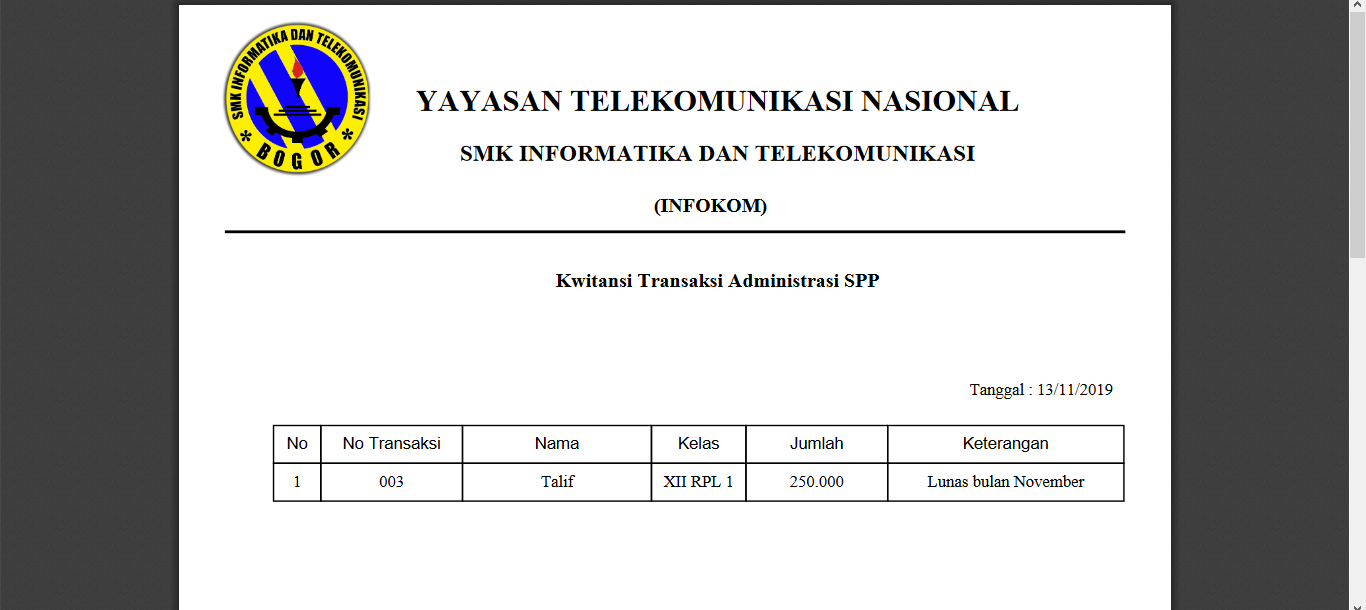 SMK INFORMATIKA DAN TELEKOMUNIKASI
* BOGOR *
YAYASAN TELEKOMUNIKASI NASIONAL
SMK INFORMATIKA DAN TELEKOMUNIKASI
(INFOKOM)
Kwitansi Transaksi Administrasi SPP
Tanggal : 13/11/2019
No No Transaksi Nama Kelas Jumlah Keterangan
1 003 Talif XII RPL 1 250.000 Lunas bulan November